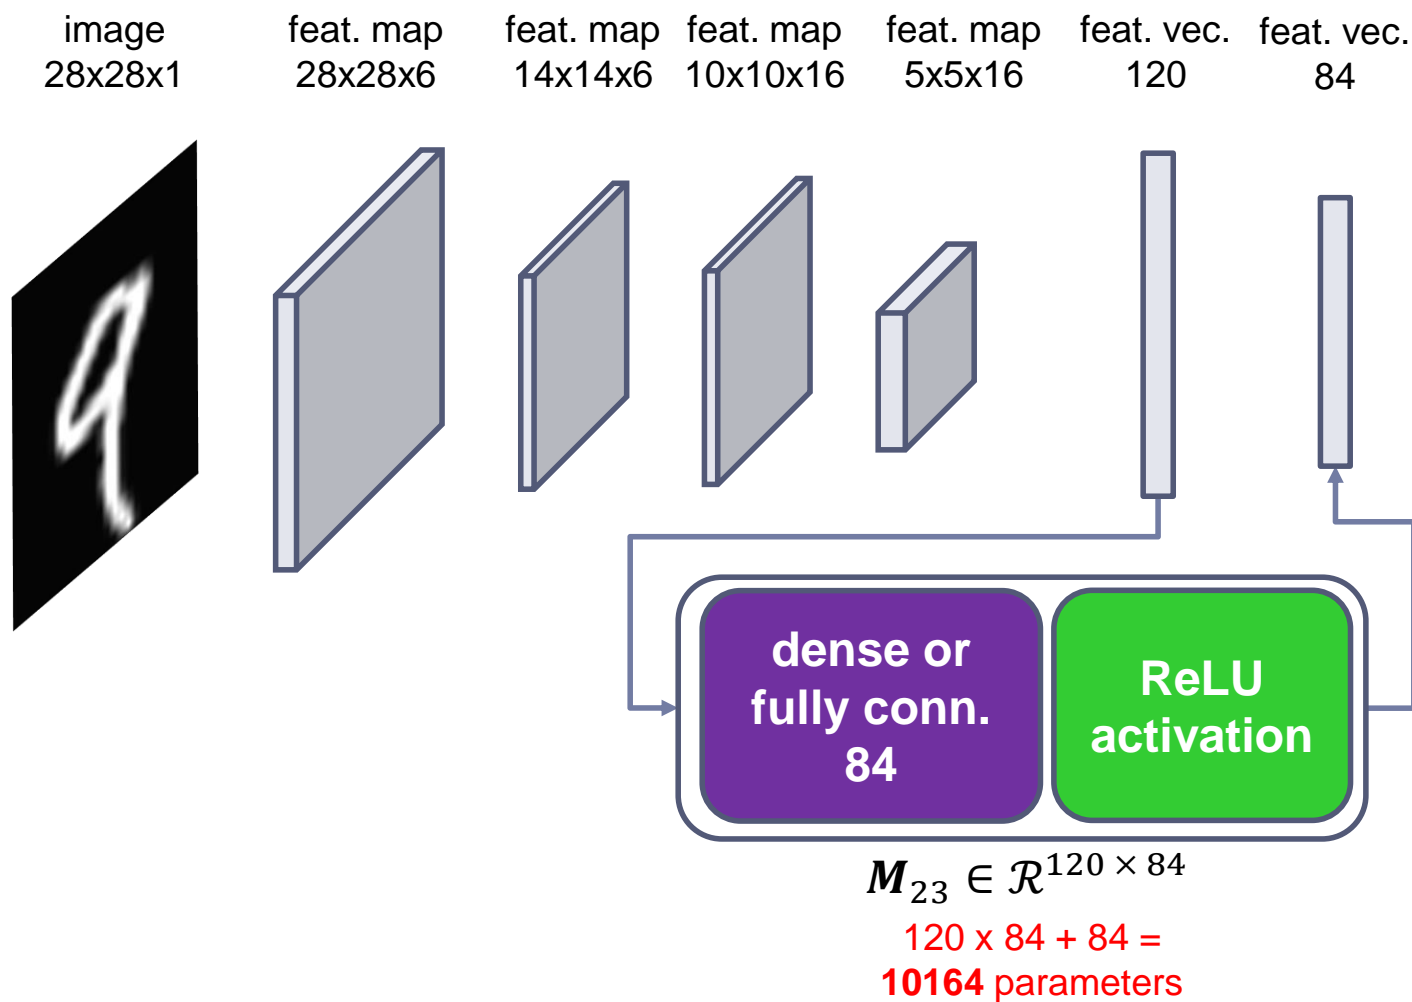 image
28x28x1
feat. map
28x28x6
feat. map
14x14x6
feat. map
10x10x16
feat. map
5x5x16
feat. vec.
120
feat. vec.
84
dense or
fully conn.
84
ReLU
activation
𝑴₂₃ ∈ ℛ^{120 × 84}
120 x 84 + 84 =
10164 parameters